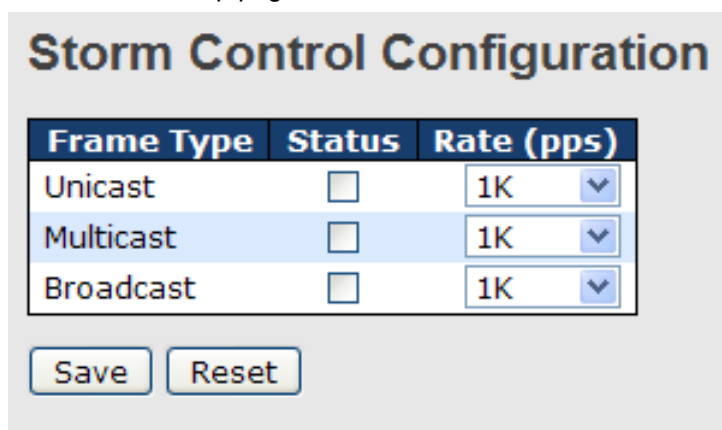 Storm Control Configuration
Frame Type Status Rate (pps)
Unicast 1K
Multicast 1K
Broadcast 1K
Save Reset